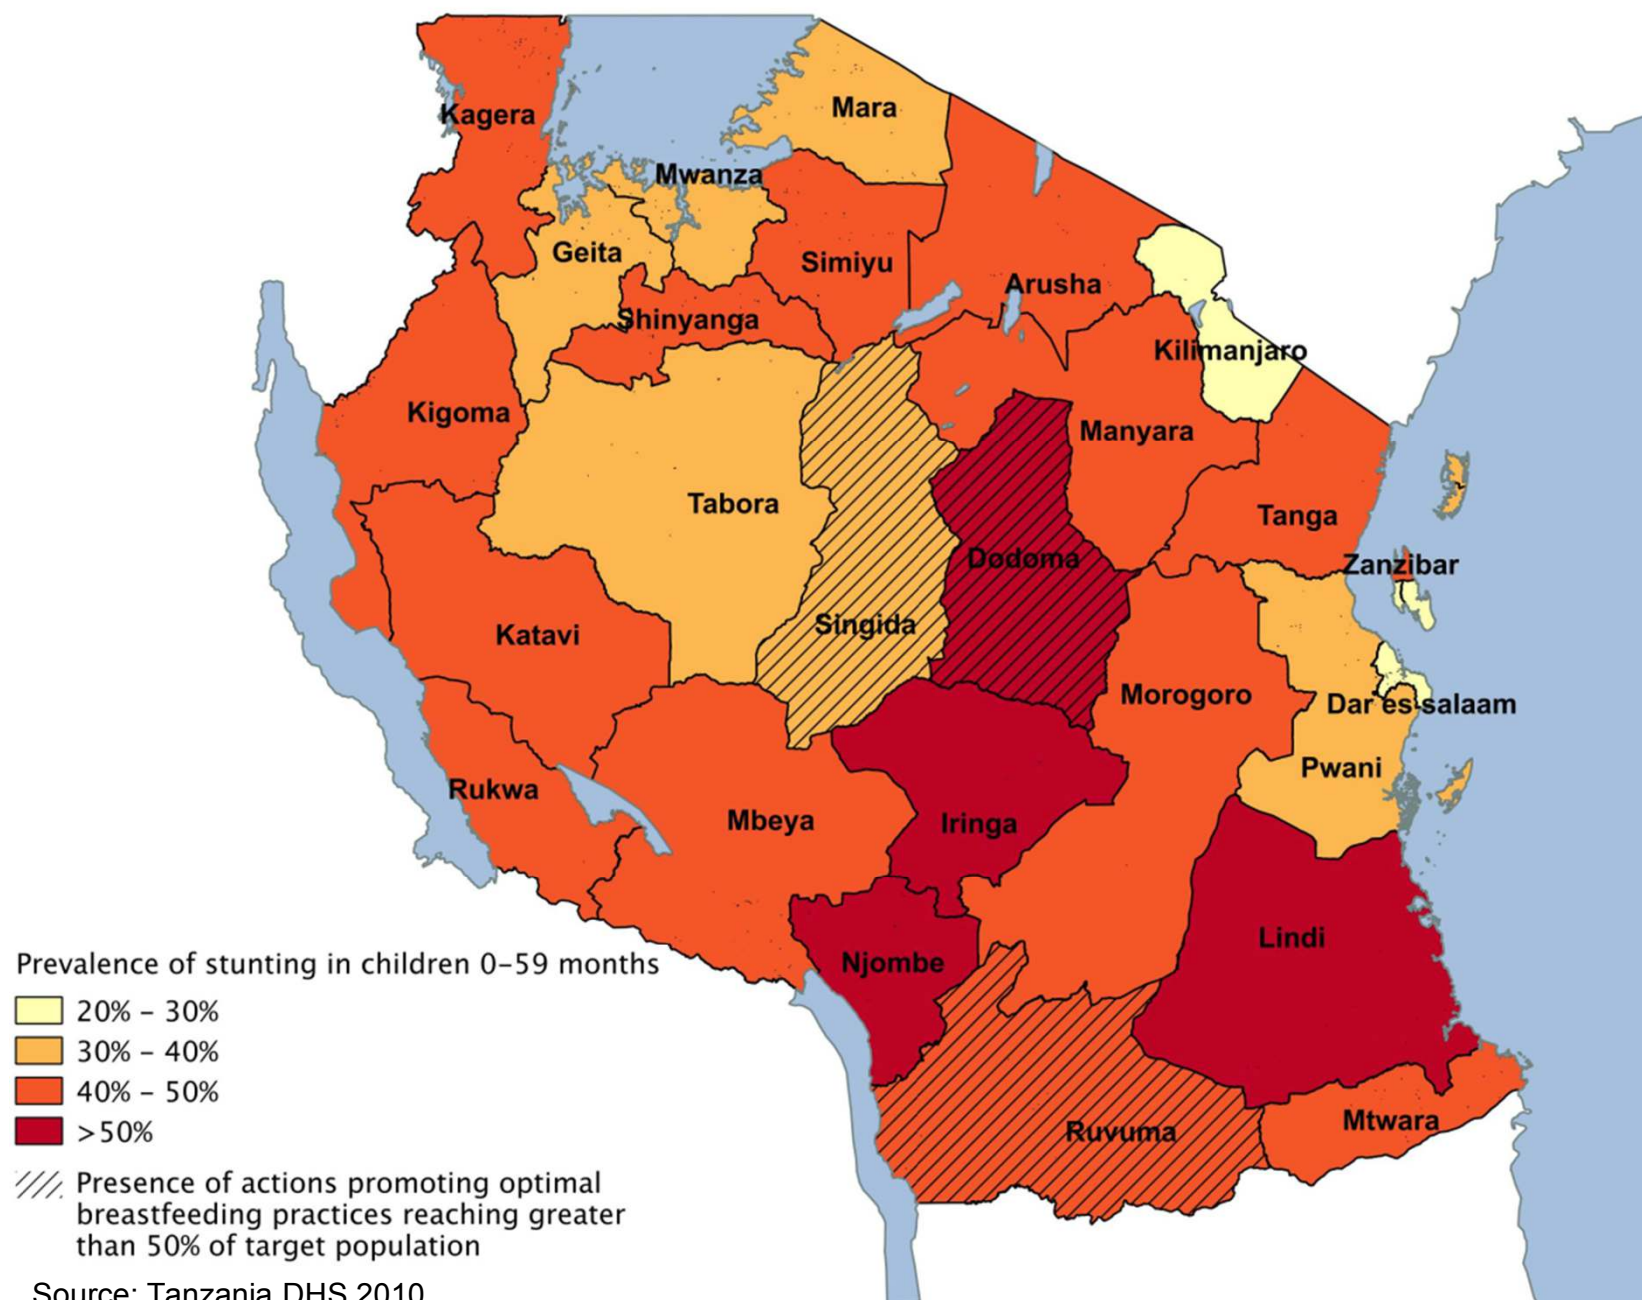 Kagera
Mara
Mwanza
Geita
Simiyu
Arusha
Shinyanga
Kilimanjaro
Kigoma
Manyara
Tabora
Tanga
Dodoma
Zanzibar
Singida
Katavi
Morogoro
Dar es salaam
Pwani
Rukwa
Mbeya
Iringa
Lindi
Njombe
Ruvuma
Mtwara
Prevalence of stunting in children 0–59 months
20% – 30%
30% – 40%
40% – 50%
>50%
Presence of actions promoting optimal
breastfeeding practices reaching greater
than 50% of target population
Source: Tanzania DHS 2010